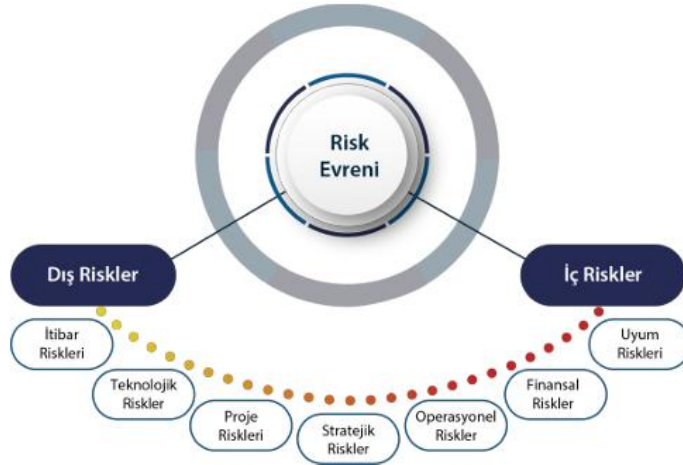 Risk
Evreni
Dış Riskler
İç Riskler
İtibar
Riskleri
Teknolojik
Riskler
Proje
Riskleri
Stratejik
Riskler
Operasyonel
Riskler
Finansal
Riskler
Uyum
Riskleri